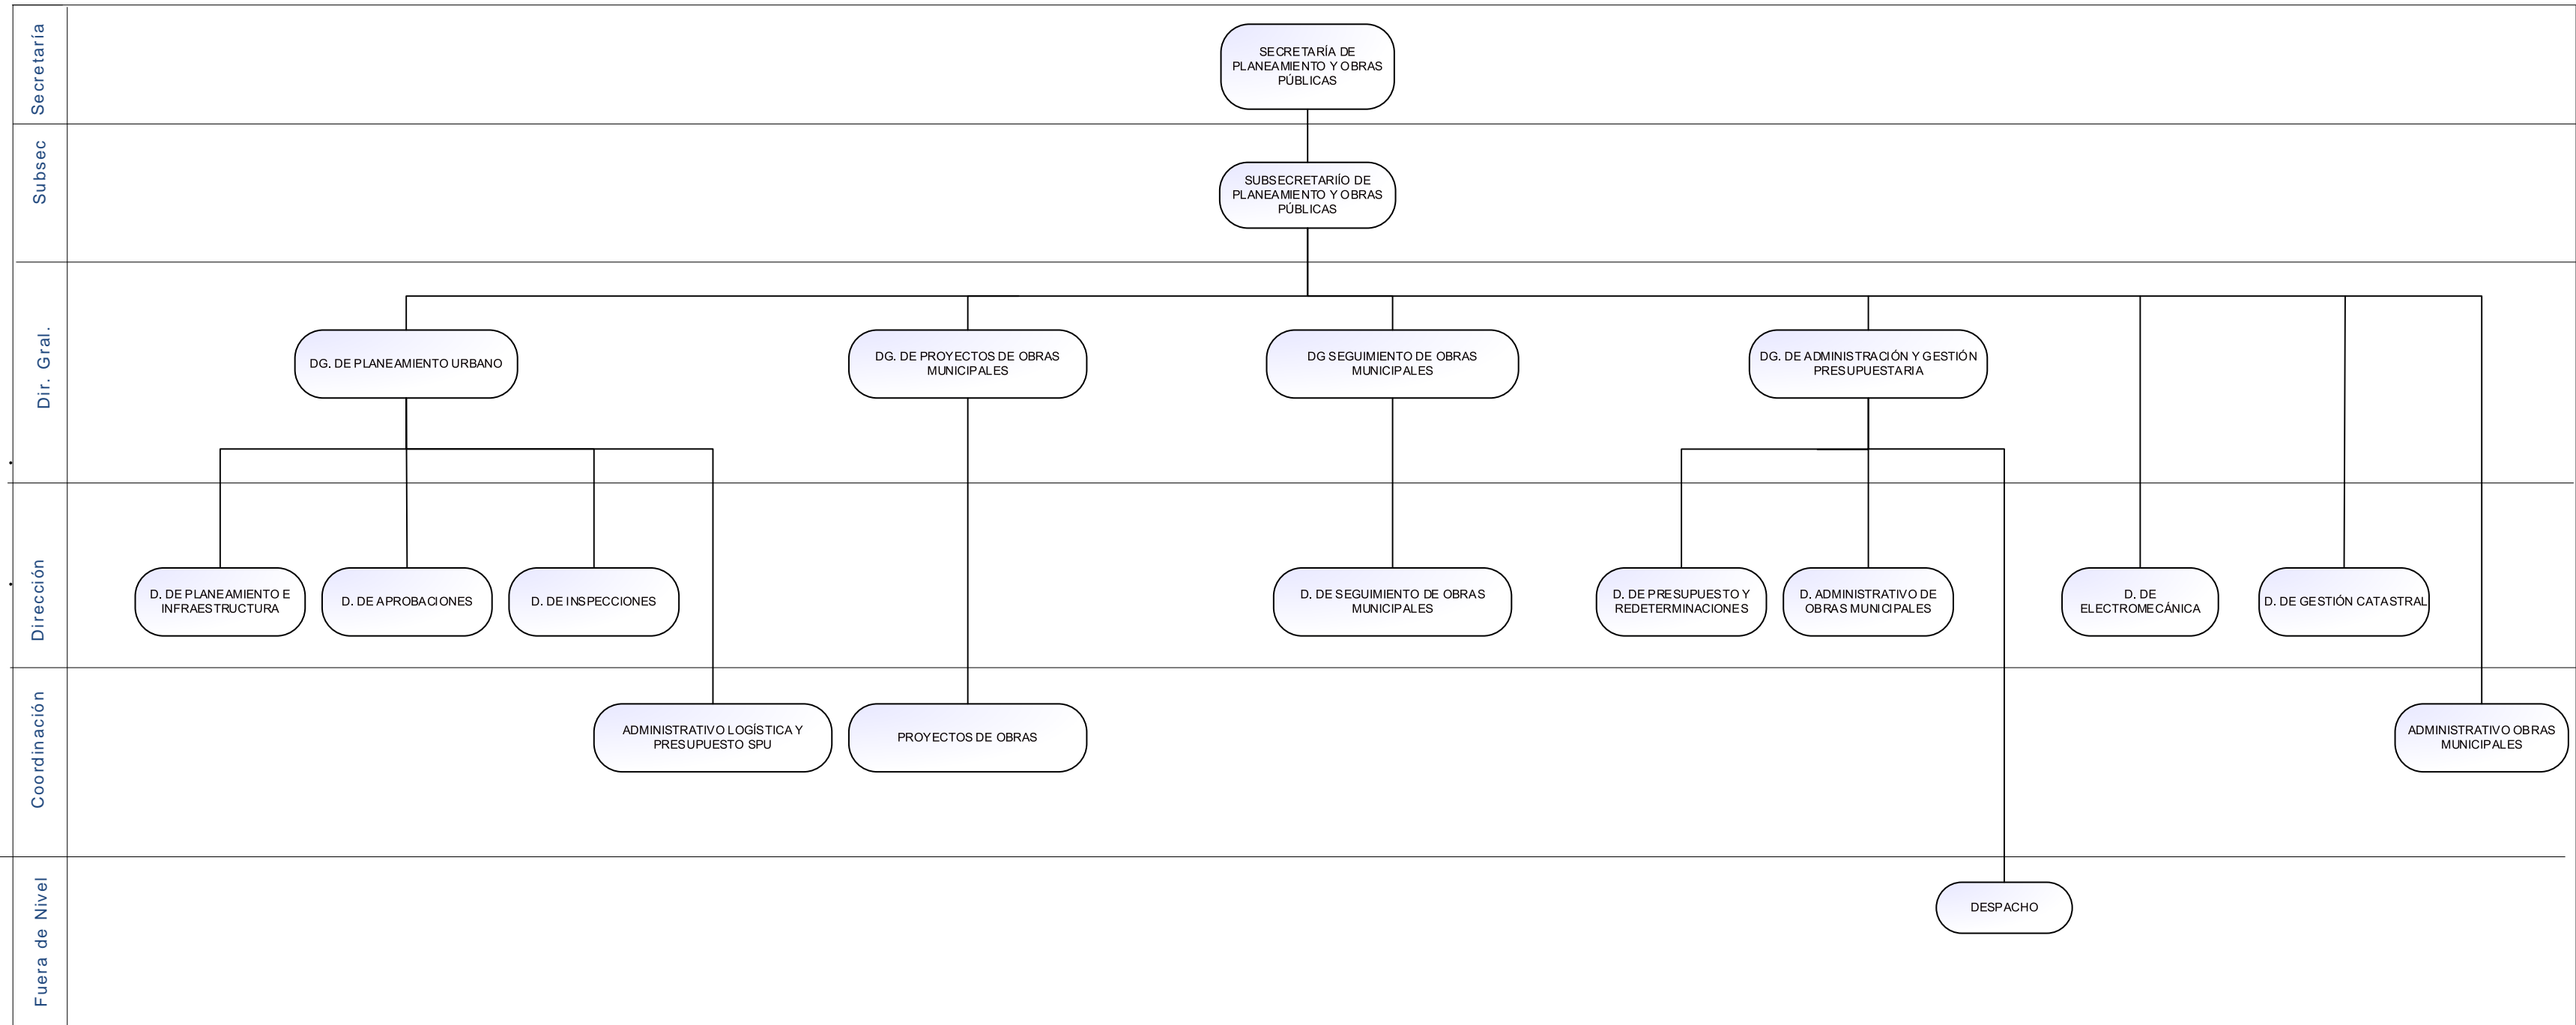 Secretaría
SECRETARÍA DE
PLANEAMIENTO Y OBRAS
PÚBLICAS
Subsec
SUBSECRETARIÍO DE
PLANEAMIENTO Y OBRAS
PÚBLICAS
Dir. Gral.
DG. DE PLANEAMIENTO URBANO
DG. DE PROYECTOS DE OBRAS
MUNICIPALES
DG SEGUIMIENTO DE OBRAS
MUNICIPALES
DG. DE ADMINISTRACIÓN Y GESTIÓN
PRESUPUESTARIA
Dirección
D. DE PLANEAMIENTO E
INFRAESTRUCTURA
D. DE APROBACIONES
D. DE INSPECCIONES
D. DE SEGUIMIENTO DE OBRAS
MUNICIPALES
D. DE PRESUPUESTO Y
REDETERMINACIONES
D. ADMINISTRATIVO DE
OBRAS MUNICIPALES
D. DE
ELECTROMECÁNICA
D. DE GESTIÓN CATASTRAL
Coordinación
ADMINISTRATIVO LOGÍSTICA Y
PRESUPUESTO SPU
PROYECTOS DE OBRAS
ADMINISTRATIVO OBRAS
MUNICIPALES
Fuera de Nivel
DESPACHO